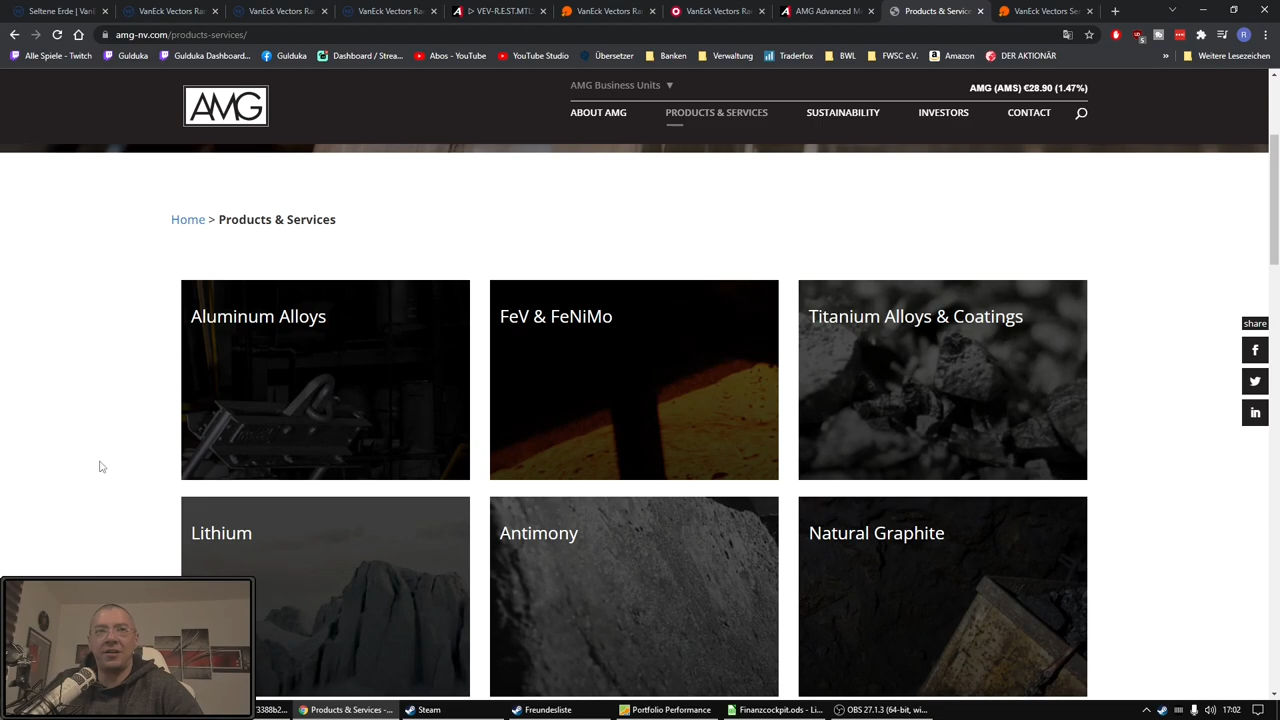 Seltene Erde | VanE
VanEck Vectors Ra
VanEck Vectors Ra
VanEck Vectors Ra
▷ VEV-R.EST.MTL
VanEck Vectors Ra
VanEck Vectors Ra
AMG Advanced M
Products & Service
VanEck Vectors Ser
amg-nv.com/products-services/
Alle Spiele - Twitch
Gulduka
Dashboard / Strea...
Gulduka
Abos - YouTube
YouTube Studio
Übersetzer
Banken
Verwaltung
Traderfox
BWL
FWSC e.V.
Amazon
DER AKTIONÄR
»
Weitere Lesezeichen
AMG
AMG Business Units ▼
AMG (AMS) €28.90 (1.47%)
ABOUT AMG
PRODUCTS & SERVICES
SUSTAINABILITY
INVESTORS
CONTACT
Home > Products & Services
Aluminum Alloys
FeV & FeNiMo
Titanium Alloys & Coatings
share
Lithium
Antimony
Natural Graphite
3388b2...
Products & Services -...
Steam
Freundesliste
Portfolio Performance
Finanzcockpit.ods - Li...
OBS 27.1.3 (64-bit, wi...
17:02